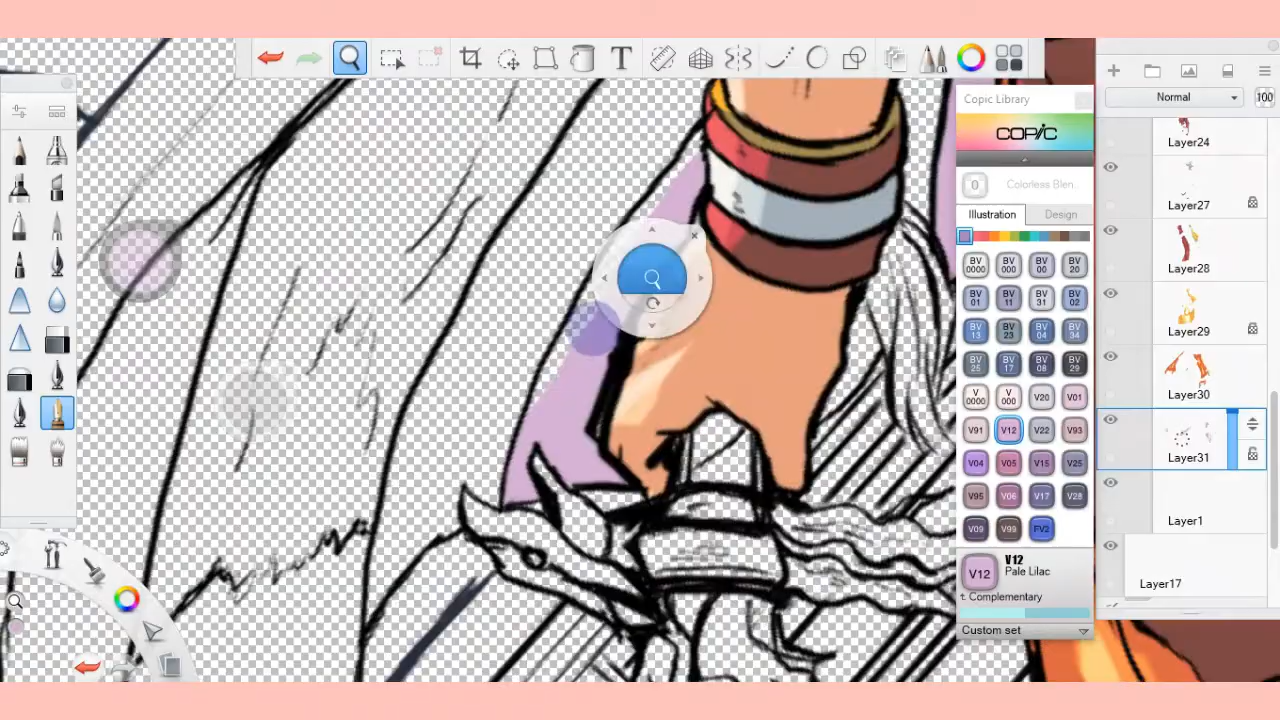 T
Copic Library
COPIC
0 Colorless Blen.
Illustration Design
BV 0000 BV 000 BV 00 BV 20
BV 01 BV 11 BV 31 BV 02
BV 13 BV 23 BV 04 BV 34
BV 25 BV 17 BV 08 BV 29
V 0000 V 000 V20 V01
V91 V12 V22 V93
V04 V05 V15 V25
V95 V06 V17 V28
V09 V99 FV2
V12 V12
Pale Lilac
t. Complementary
Custom set
Normal 100
Layer24
Layer27
Layer28
Layer29
Layer30
Layer31
Layer1
Layer17